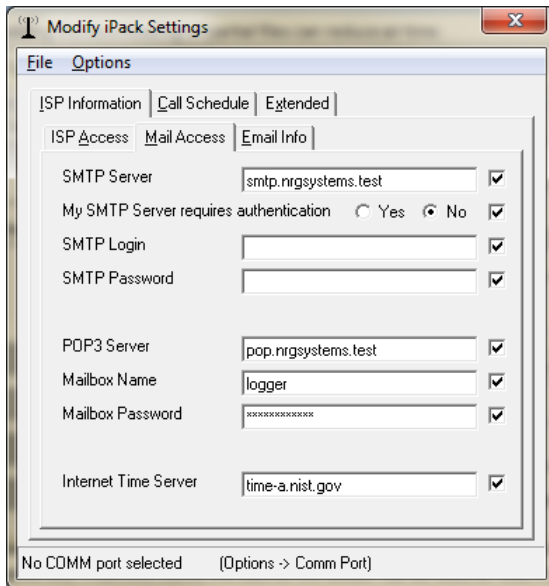 Modify iPack Settings
File Options
ISP Information Call Schedule Extended
ISP Access Mail Access Email Info
SMTP Server smtp.nrgsystems.test
My SMTP Server requires authentication Yes No
SMTP Login
SMTP Password
POP3 Server pop.nrgsystems.test
Mailbox Name logger
Mailbox Password ************
Internet Time Server time-a.nist.gov
No COMM port selected (Options -> Comm Port)